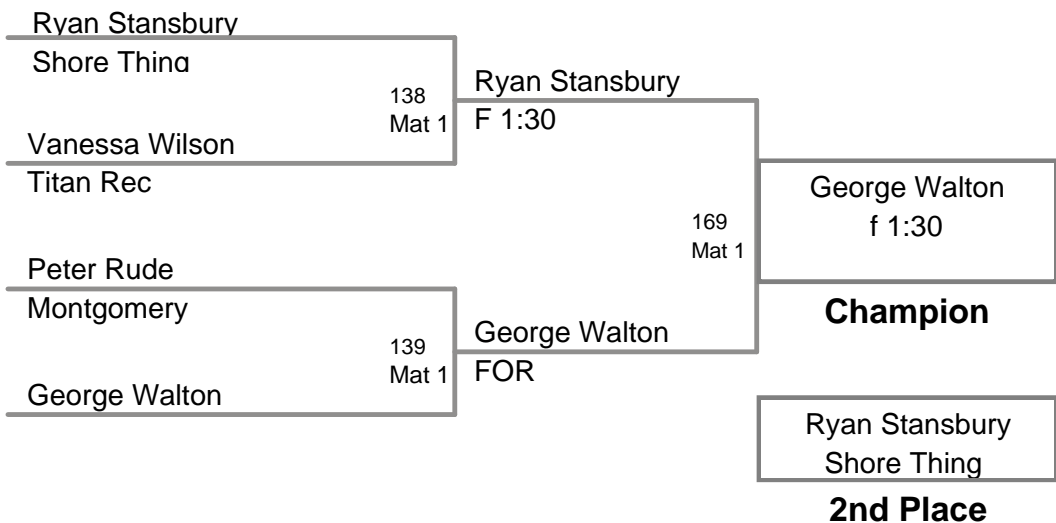 Ryan Stansbury
Shore Thing
138
Mat 1
Vanessa Wilson
Titan Rec
Ryan Stansbury
F 1:30
Peter Rude
Montgomery
139
Mat 1
George Walton
George Walton
FOR
169
Mat 1
George Walton
f 1:30
Champion
Ryan Stansbury
Shore Thing
2nd Place